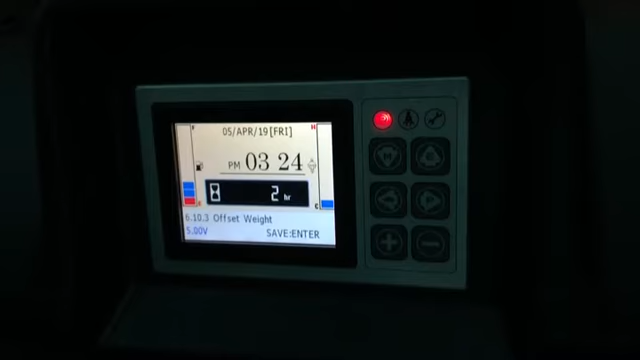 05/APR/19[FRI]
F
H
PM 03 24
2 hr
E
C
6.10.3 Offset Weight
5.00V
SAVE:ENTER